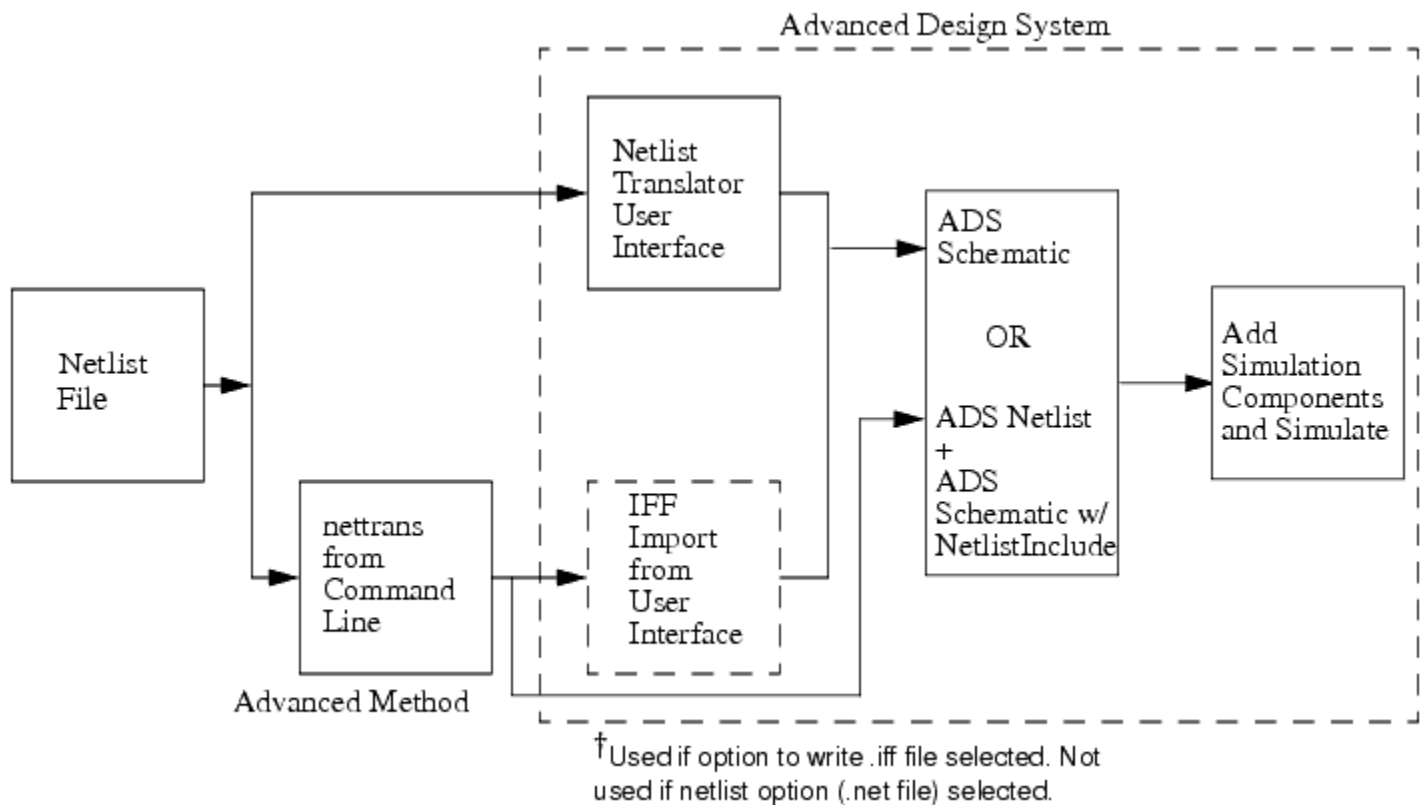 Advanced Design System
Netlist
Translator
User
Interface
ADS
Schematic
OR
ADS Netlist
+
ADS
Schematic w/
NetlistInclude
Add
Simulation
Components
and Simulate
Netlist
File
nettrans
from
Command
Line
Advanced Method
IFF
Import
from
User
Interface
†Used if option to write .iff file selected. Not
used if netlist option (.net file) selected.